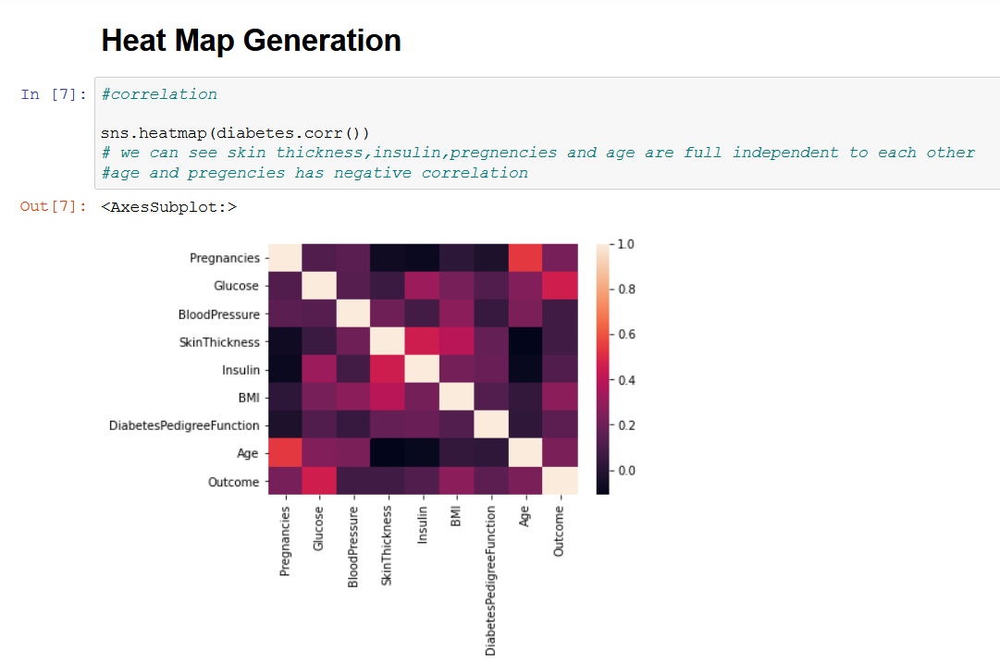 Heat Map Generation
In [7]:
#correlation
sns.heatmap(diabetes.corr())
# we can see skin thickness,insulin,pregnencies and age are full independent to each other
#age and pregencies has negative correlation
Out[7]: <AxesSubplot:>
Pregnancies
Glucose
BloodPressure
SkinThickness
Insulin
BMI
DiabetesPedigreeFunction
Age
Outcome
1.0
0.8
0.6
0.4
0.2
0.0
Pregnancies
Glucose
BloodPressure
SkinThickness
Insulin
BMI
DiabetesPedigreeFunction
Age
Outcome